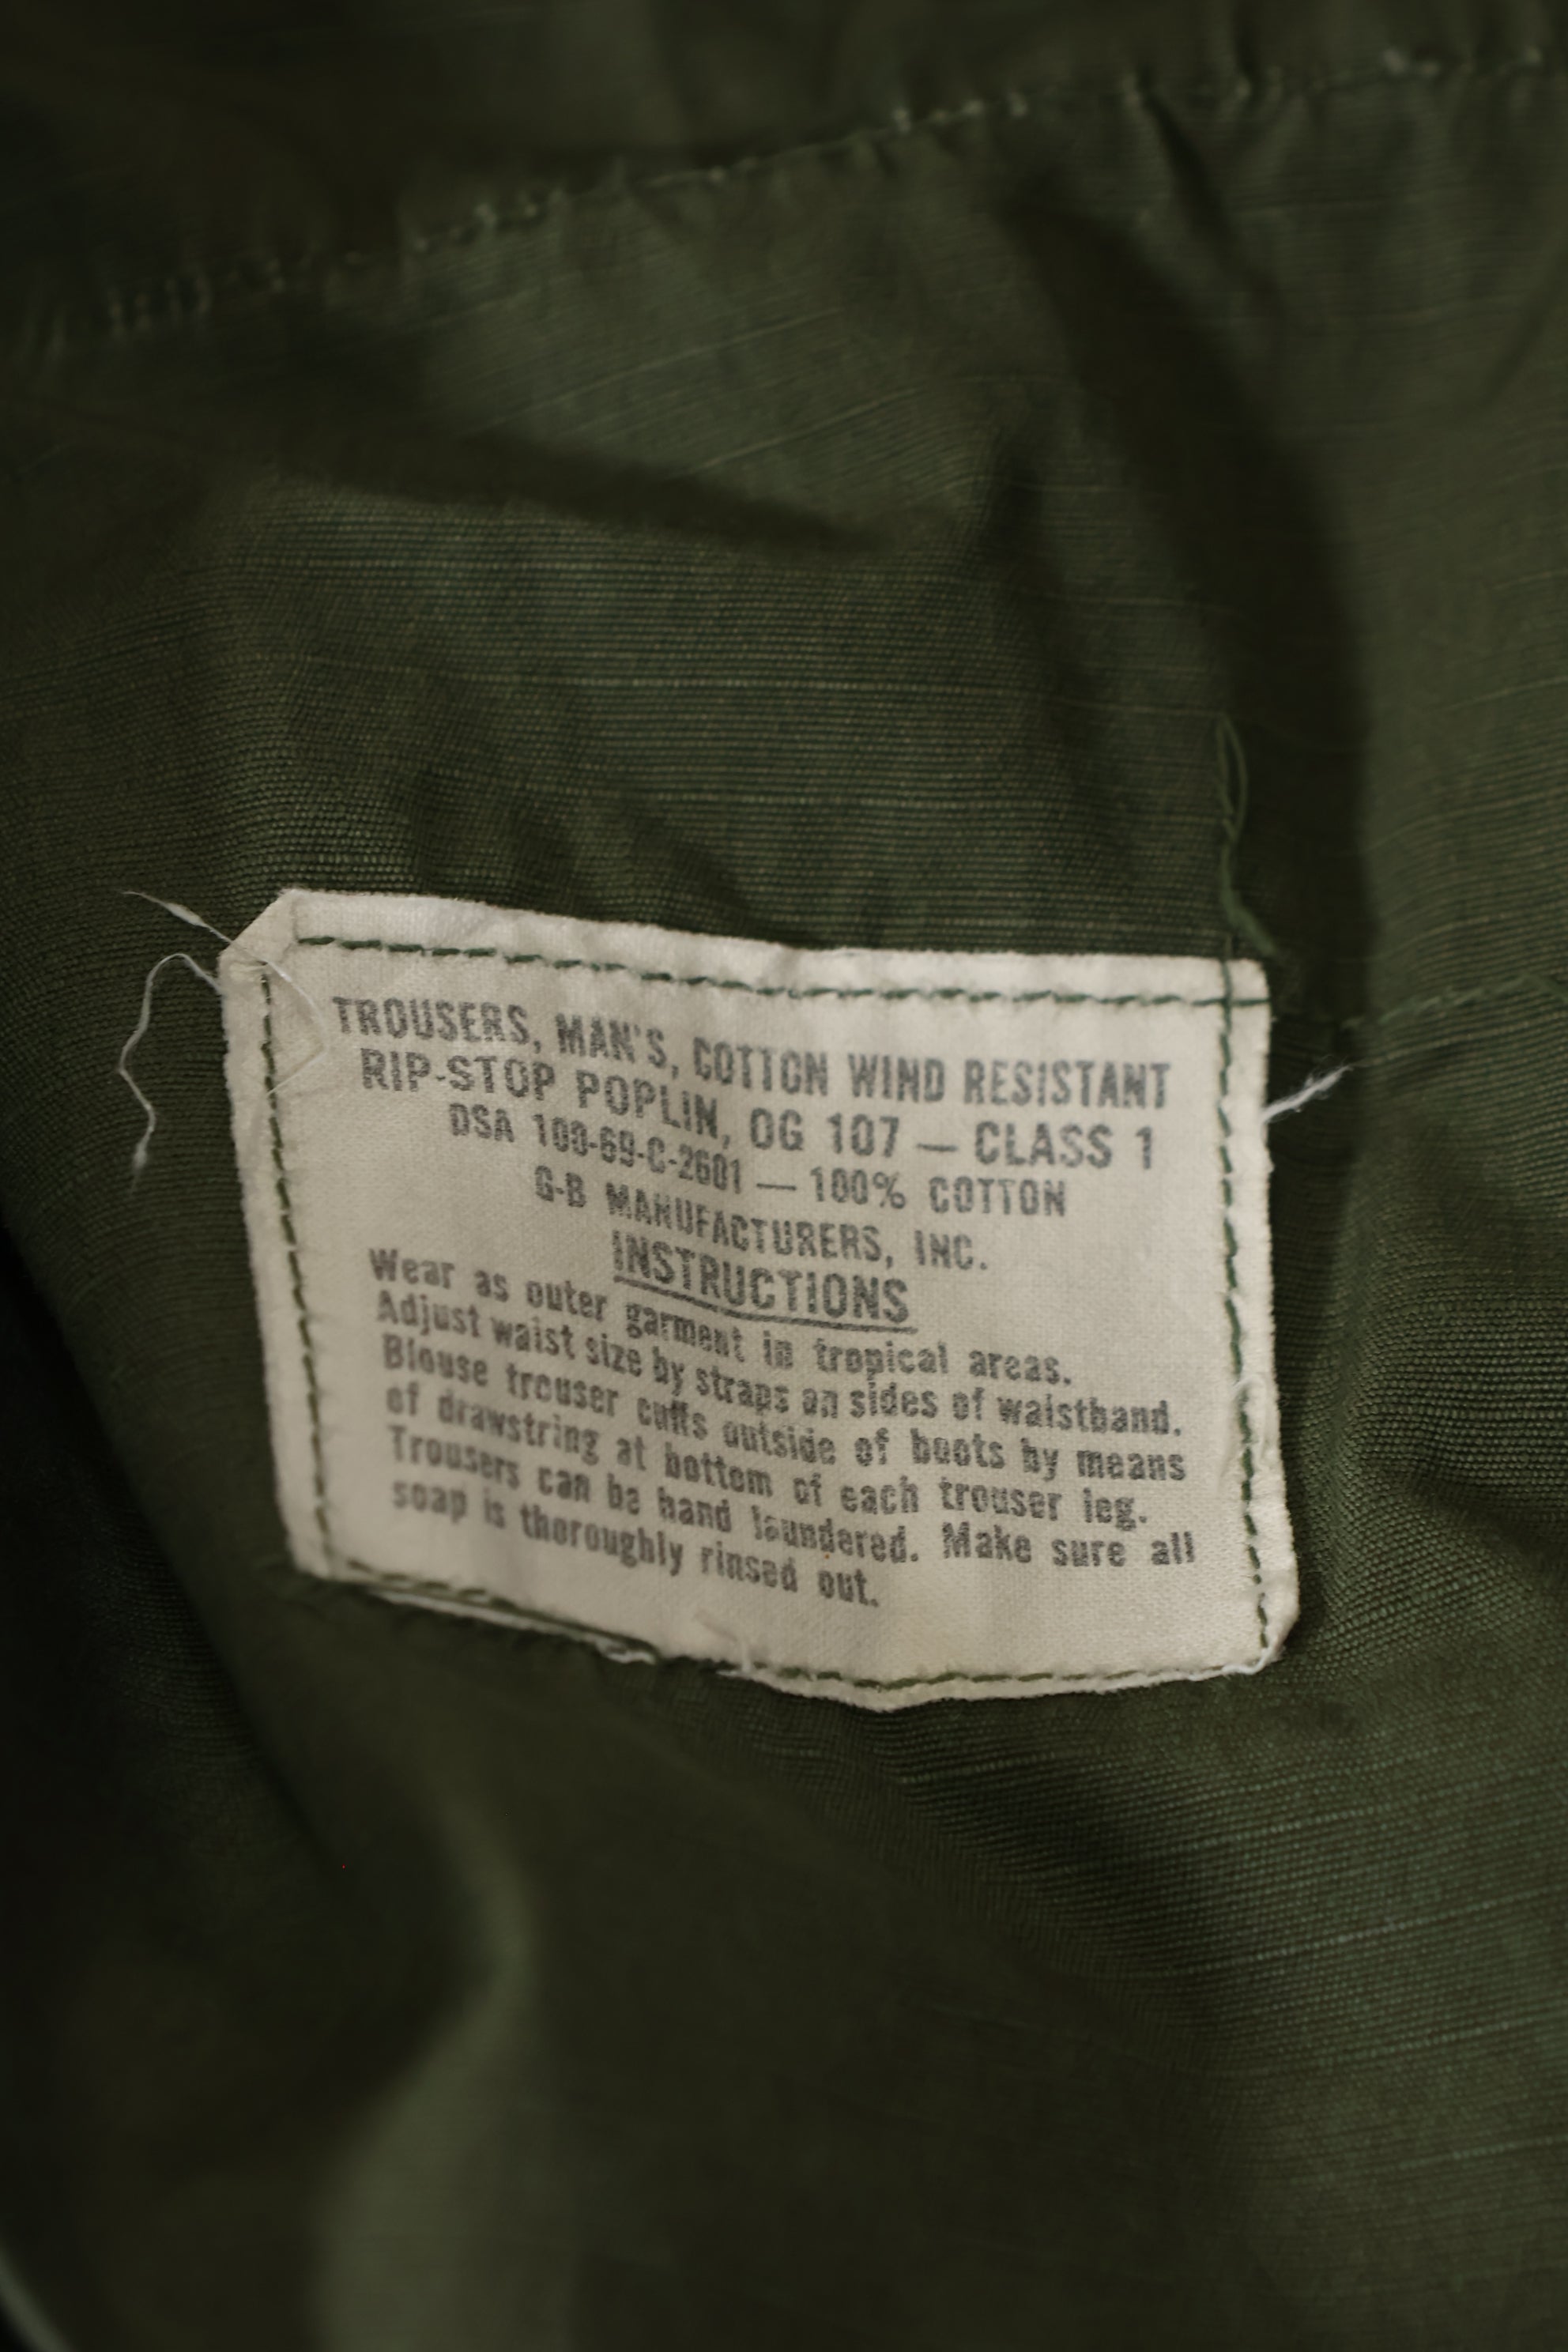 TROUSERS, MAN'S, COTTON WIND RESISTANT
RIP-STOP POPLIN, OG 107 — CLASS 1
DSA 100-69-C-2601 — 100% COTTON
G-B MANUFACTURERS, INC.
INSTRUCTIONS
Wear as outer garment in tropical areas.
Adjust waist size by straps on sides of waistband.
Blouse trouser cuffs outside of boots by means
of drawstring at bottom of each trouser leg.
Trousers can be hand laundered. Make sure all
soap is thoroughly rinsed out.